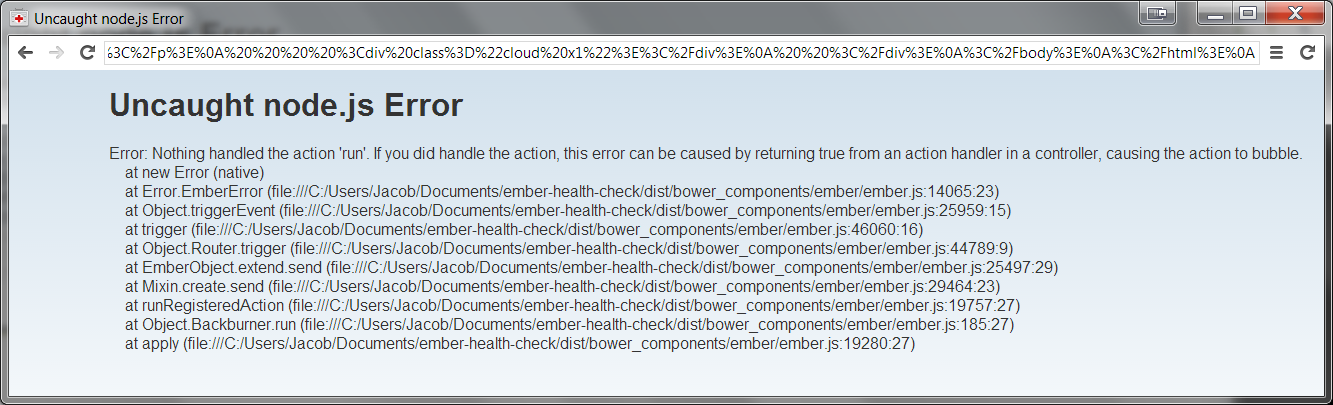 Uncaught node.js Error
%3C%2Fp%3E%0A%20%20%20%20%3Cdiv%20class%3D%22cloud%20x1%22%3E%3C%2Fdiv%3E%0A%20%20%3C%2Fdiv%3E%0A%3C%2Fbody%3E%0A%3C%2Fhtml%3E%0A
Uncaught node.js Error
Error: Nothing handled the action 'run'. If you did handle the action, this error can be caused by returning true from an action handler in a controller, causing the action to bubble.
at new Error (native)
at Error.EmberError (file:///C:/Users/Jacob/Documents/ember-health-check/dist/bower_components/ember/ember.js:14065:23)
at Object.triggerEvent (file:///C:/Users/Jacob/Documents/ember-health-check/dist/bower_components/ember/ember.js:25959:15)
at trigger (file:///C:/Users/Jacob/Documents/ember-health-check/dist/bower_components/ember/ember.js:46060:16)
at Object.Router.trigger (file:///C:/Users/Jacob/Documents/ember-health-check/dist/bower_components/ember/ember.js:44789:9)
at EmberObject.extend.send (file:///C:/Users/Jacob/Documents/ember-health-check/dist/bower_components/ember/ember.js:25497:29)
at Mixin.create.send (file:///C:/Users/Jacob/Documents/ember-health-check/dist/bower_components/ember/ember.js:29464:23)
at runRegisteredAction (file:///C:/Users/Jacob/Documents/ember-health-check/dist/bower_components/ember/ember.js:19757:27)
at Object.Backburner.run (file:///C:/Users/Jacob/Documents/ember-health-check/dist/bower_components/ember/ember.js:185:27)
at apply (file:///C:/Users/Jacob/Documents/ember-health-check/dist/bower_components/ember/ember.js:19280:27)